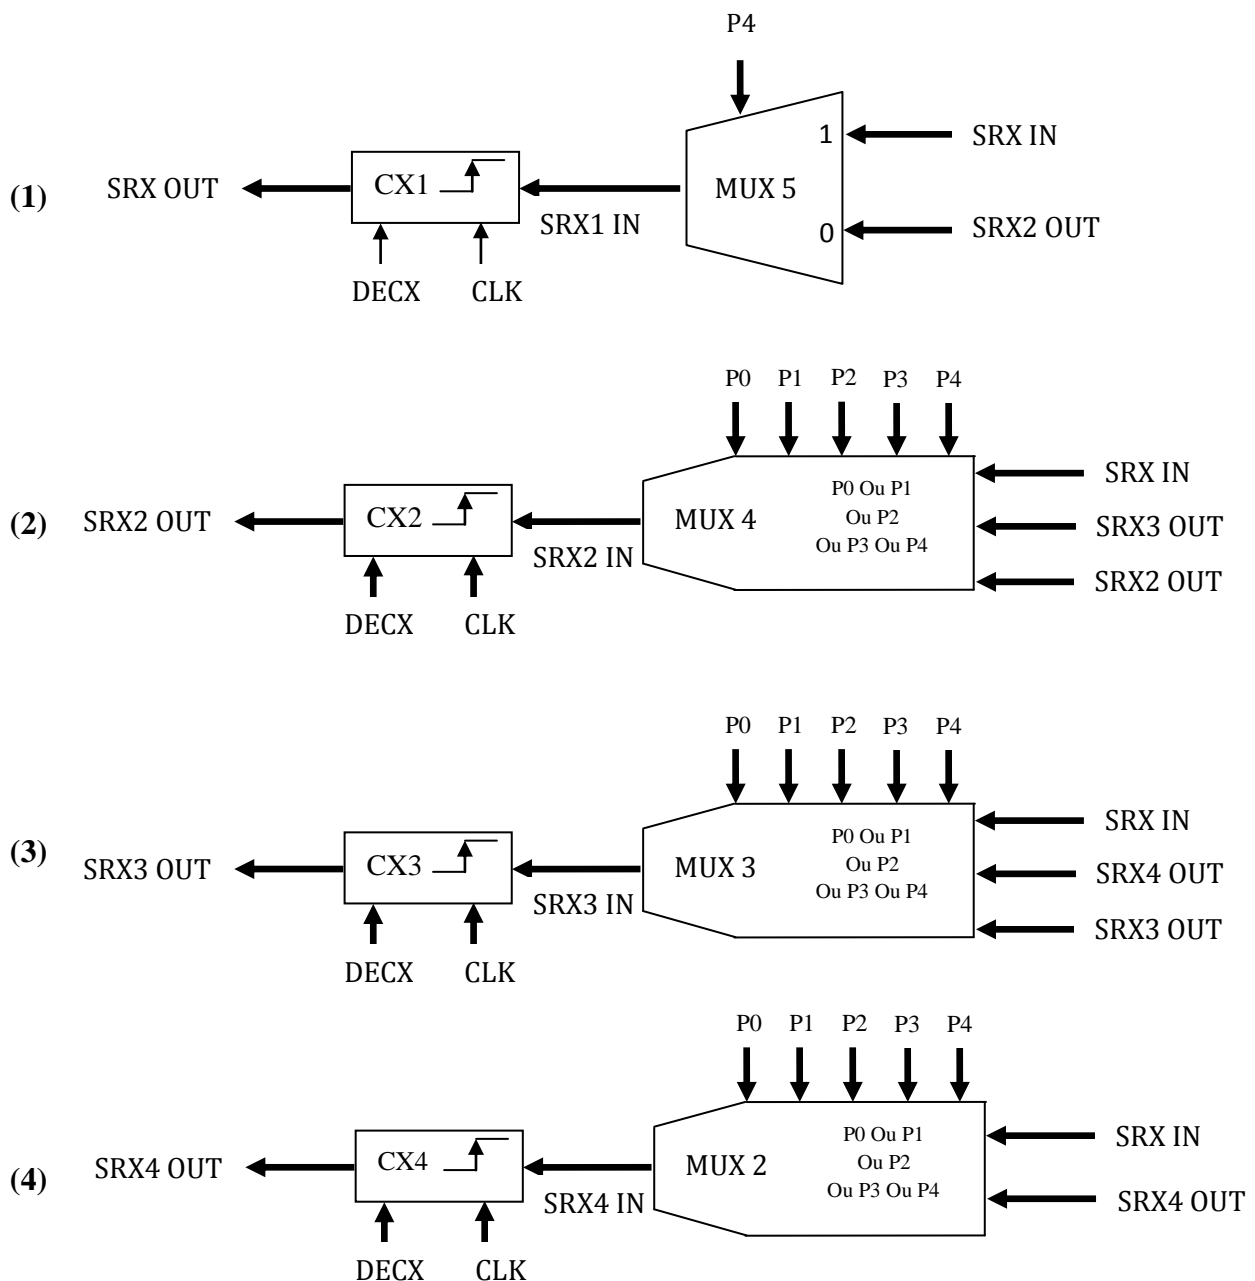 P4
1
SRX IN
(1)
SRX OUT
CX1
MUX 5
SRX1 IN
0
SRX2 OUT
DECX
CLK
P0 P1 P2 P3 P4
SRX IN
(2)
SRX2 OUT
CX2
MUX 4
P0 Ou P1
Ou P2
Ou P3 Ou P4
SRX3 OUT
SRX2 IN
SRX2 OUT
DECX
CLK
P0 P1 P2 P3 P4
SRX IN
(3)
SRX3 OUT
CX3
MUX 3
P0 Ou P1
Ou P2
Ou P3 Ou P4
SRX4 OUT
SRX3 IN
SRX3 OUT
DECX
CLK
P0 P1 P2 P3 P4
SRX IN
(4)
SRX4 OUT
CX4
MUX 2
P0 Ou P1
Ou P2
Ou P3 Ou P4
SRX4 IN
SRX4 OUT
DECX
CLK